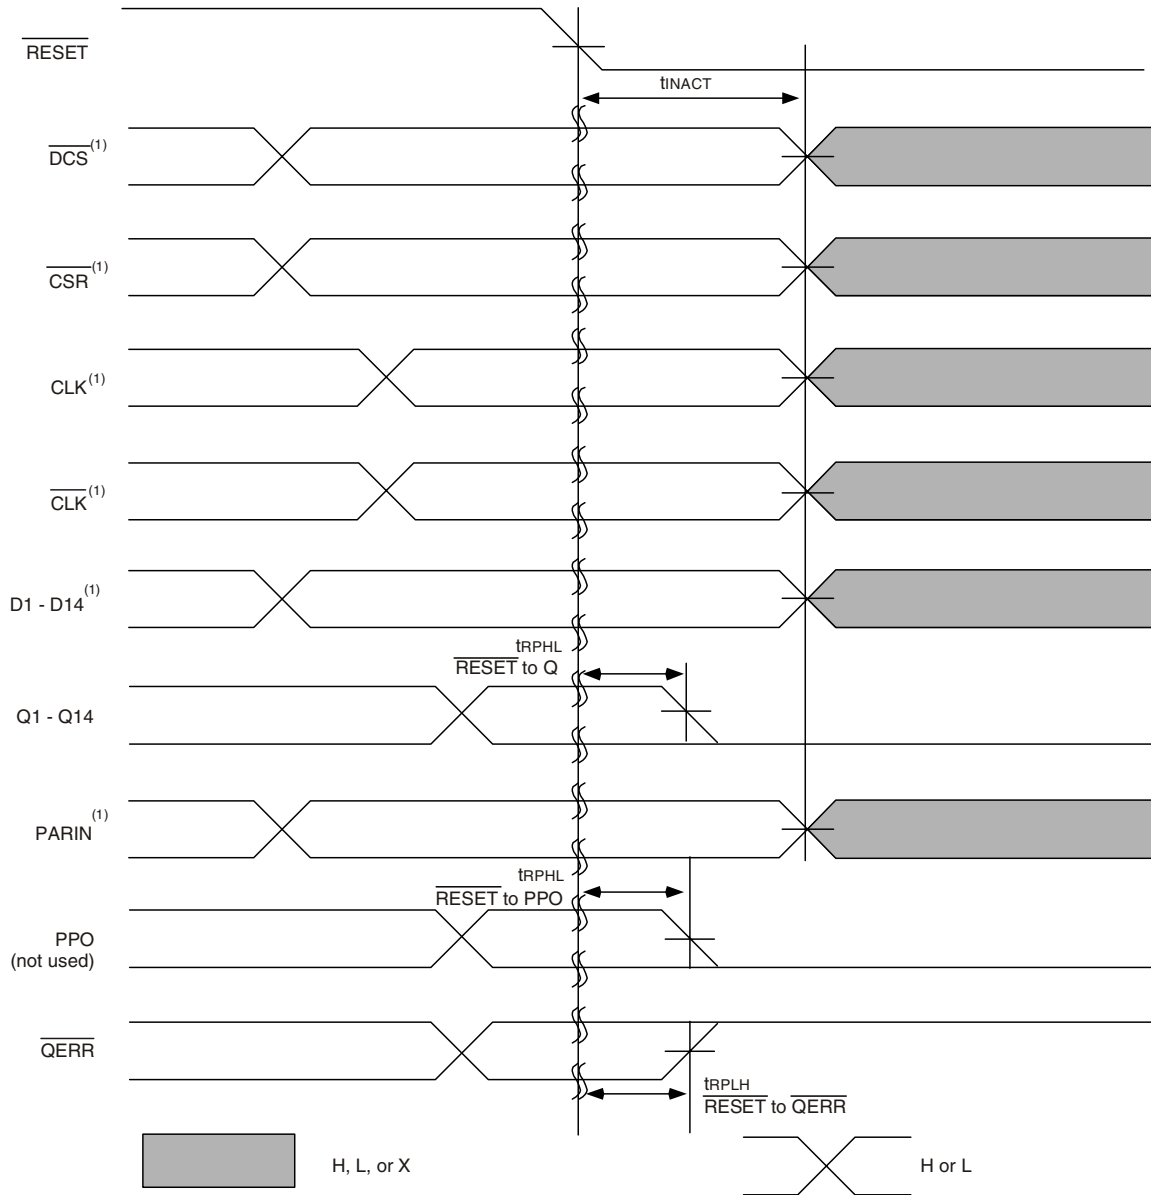 RESET
tINACT
DCS(1)
CSR(1)
CLK(1)
CLK(1)
D1 - D14(1)
tRPHL
RESET to Q
Q1 - Q14
PARIN(1)
tRPHL
RESET to PPO
PPO
(not used)
QERR
tRPLH
RESET to QERR
H, L, or X
H or L